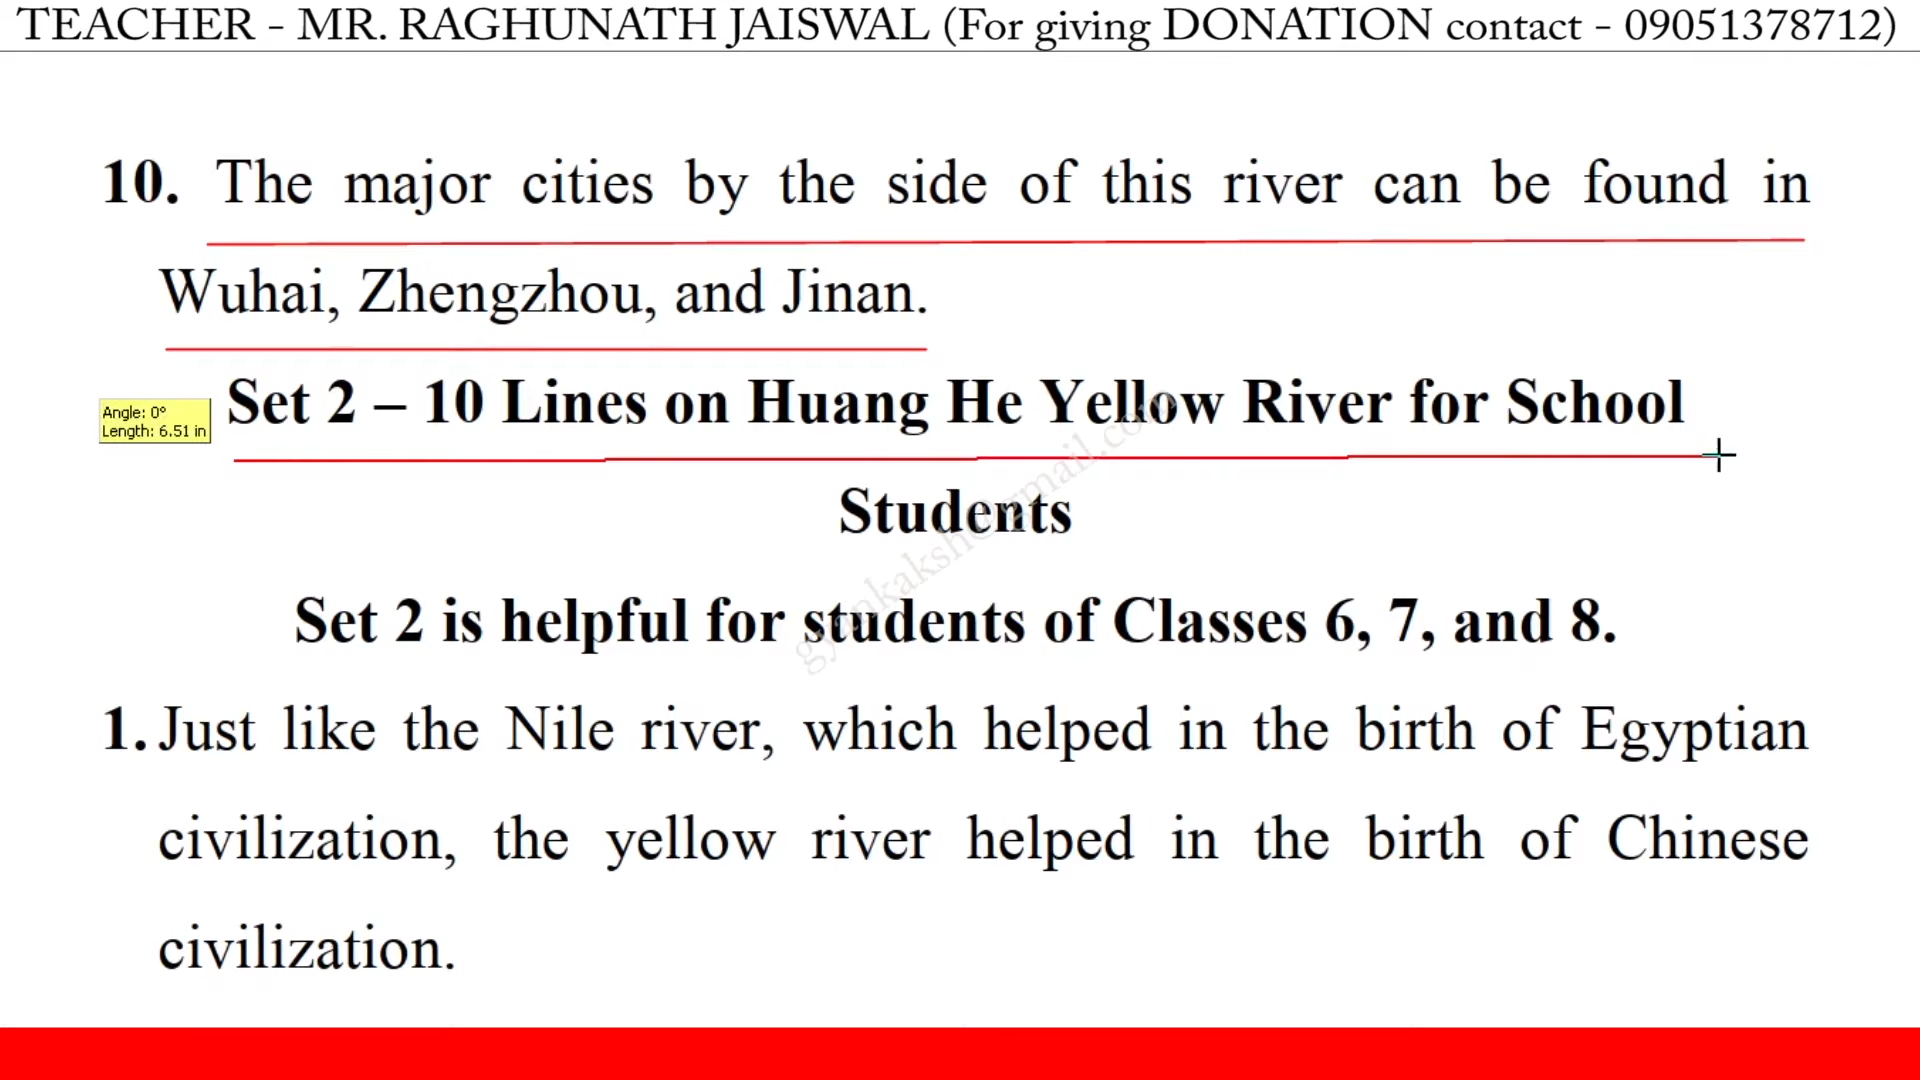 TEACHER - MR. RAGHUNATH JAISWAL (For giving DONATION contact - 09051378712)
10. The major cities by the side of this river can be found in
Wuhai, Zhengzhou, and Jinan.
Angle: 0°
Length: 6.51 in
Set 2 – 10 Lines on Huang He Yellow River for School
Students
gyankaksh@gmail.com
Set 2 is helpful for students of Classes 6, 7, and 8.
1. Just like the Nile river, which helped in the birth of Egyptian
civilization, the yellow river helped in the birth of Chinese
civilization.